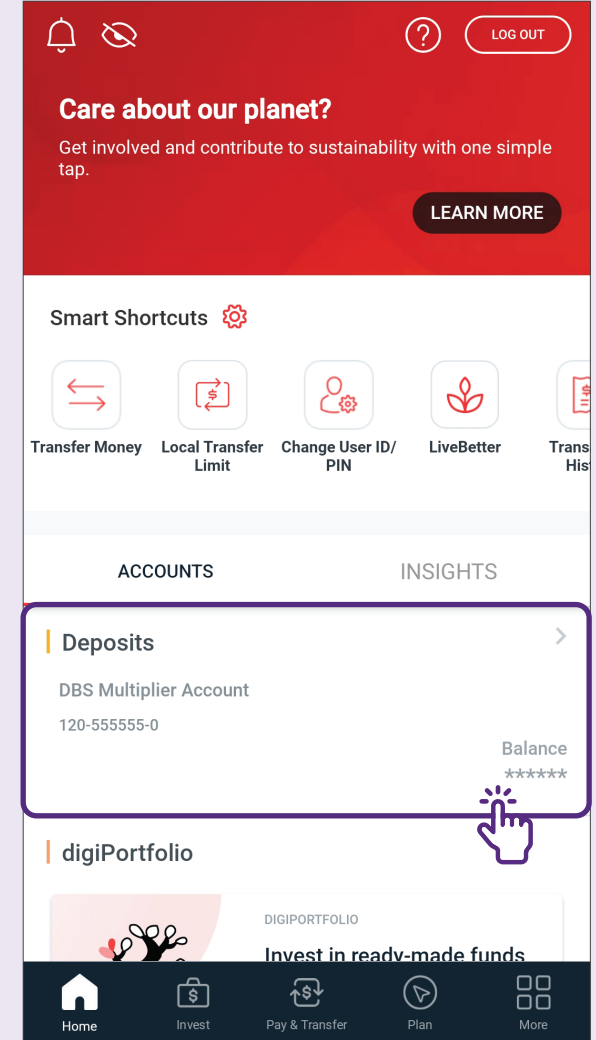 LOG OUT
Care about our planet?
Get involved and contribute to sustainability with one simple
tap.
LEARN MORE
Smart Shortcuts
Transfer Money
Local Transfer
Limit
Change User ID/
PIN
LiveBetter
Trans
His
ACCOUNTS
INSIGHTS
Deposits
DBS Multiplier Account
120-555555-0
Balance
******
digiPortfolio
DIGIPORTFOLIO
Invest in ready-made funds
Home
Invest
Pay & Transfer
Plan
More